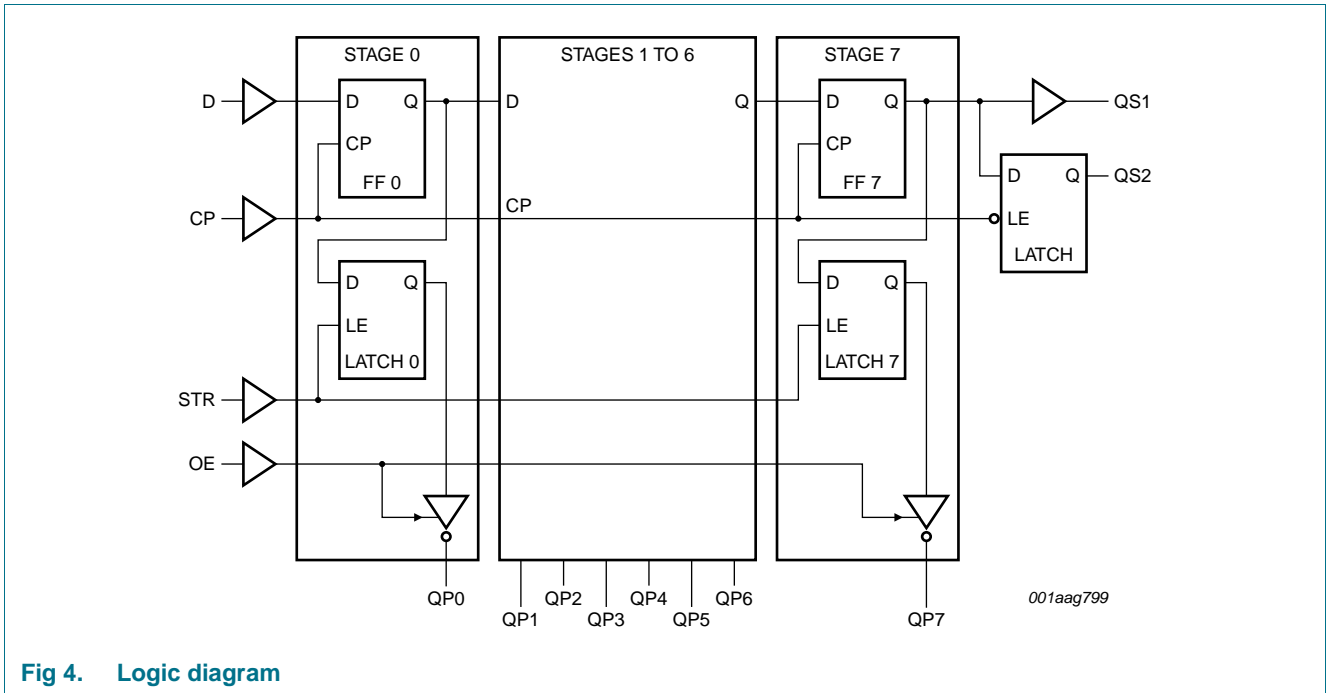 STAGE 0
STAGES 1 TO 6
STAGE 7
D
D Q
D
Q
D Q
QS1
CP
CP
FF 0
FF 7
D Q
QS2
CP
CP
LE
LATCH
D Q
D Q
LE
LE
LATCH 0
LATCH 7
STR
OE
QP0
QP2
QP4
QP6
QP1
QP3
QP5
QP7
001aag799
Fig 4. Logic diagram